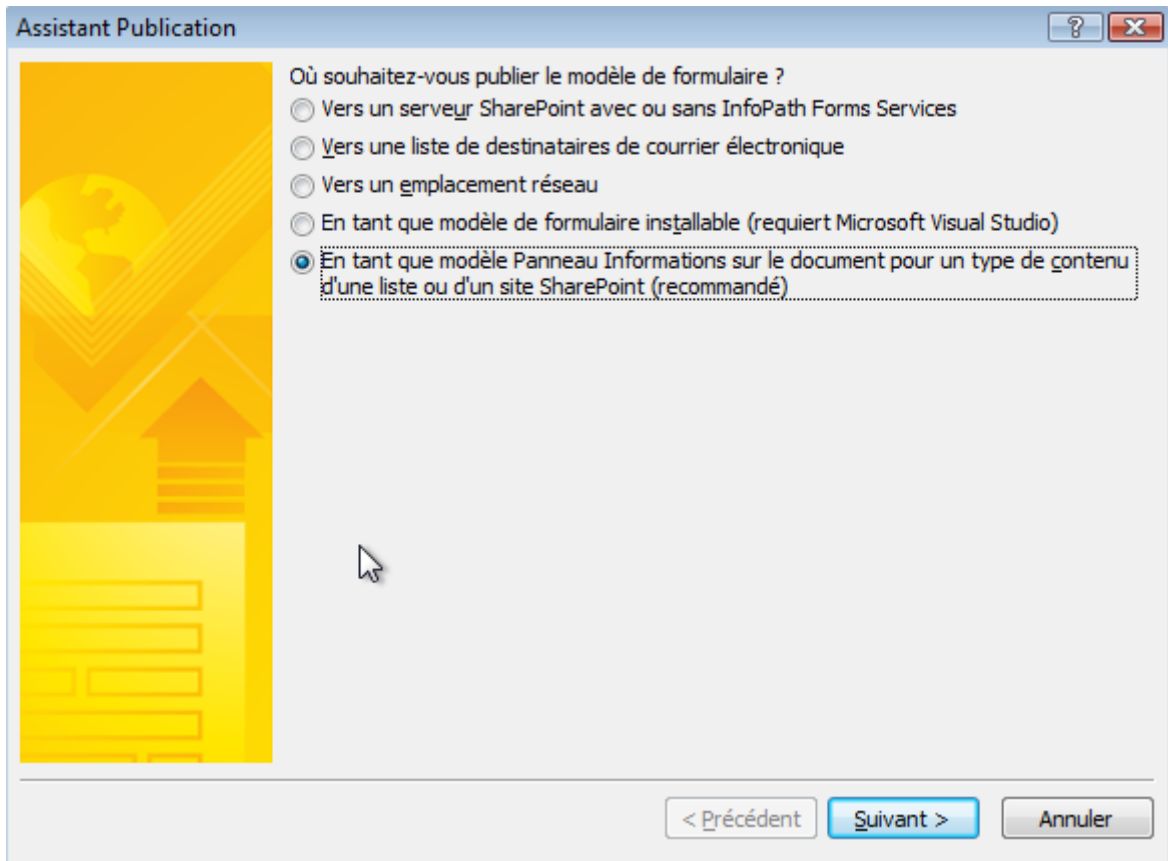 Assistant Publication
Où souhaitez-vous publier le modèle de formulaire ?
Vers un serveur SharePoint avec ou sans InfoPath Forms Services
Vers une liste de destinataires de courrier électronique
Vers un emplacement réseau
En tant que modèle de formulaire installable (requiert Microsoft Visual Studio)
En tant que modèle Panneau Informations sur le document pour un type de contenu
d'une liste ou d'un site SharePoint (recommandé)
< Précédent
Suivant >
Annuler